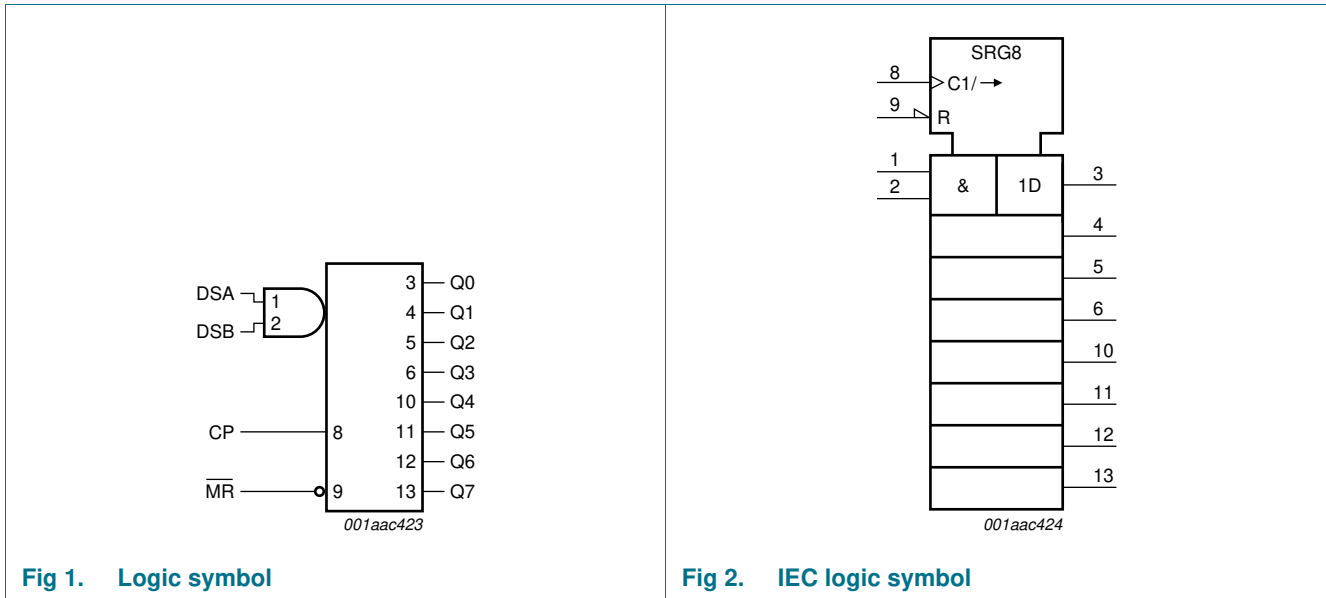 DSA
DSB
1
2
CP
8
MR
9
3 Q0
4 Q1
5 Q2
6 Q3
10 Q4
11 Q5
12 Q6
13 Q7
001aac423
Fig 1. Logic symbol
SRG8
8
C1/→
9
R
1
2
&
1D
3
4
5
6
10
11
12
13
001aac424
Fig 2. IEC logic symbol